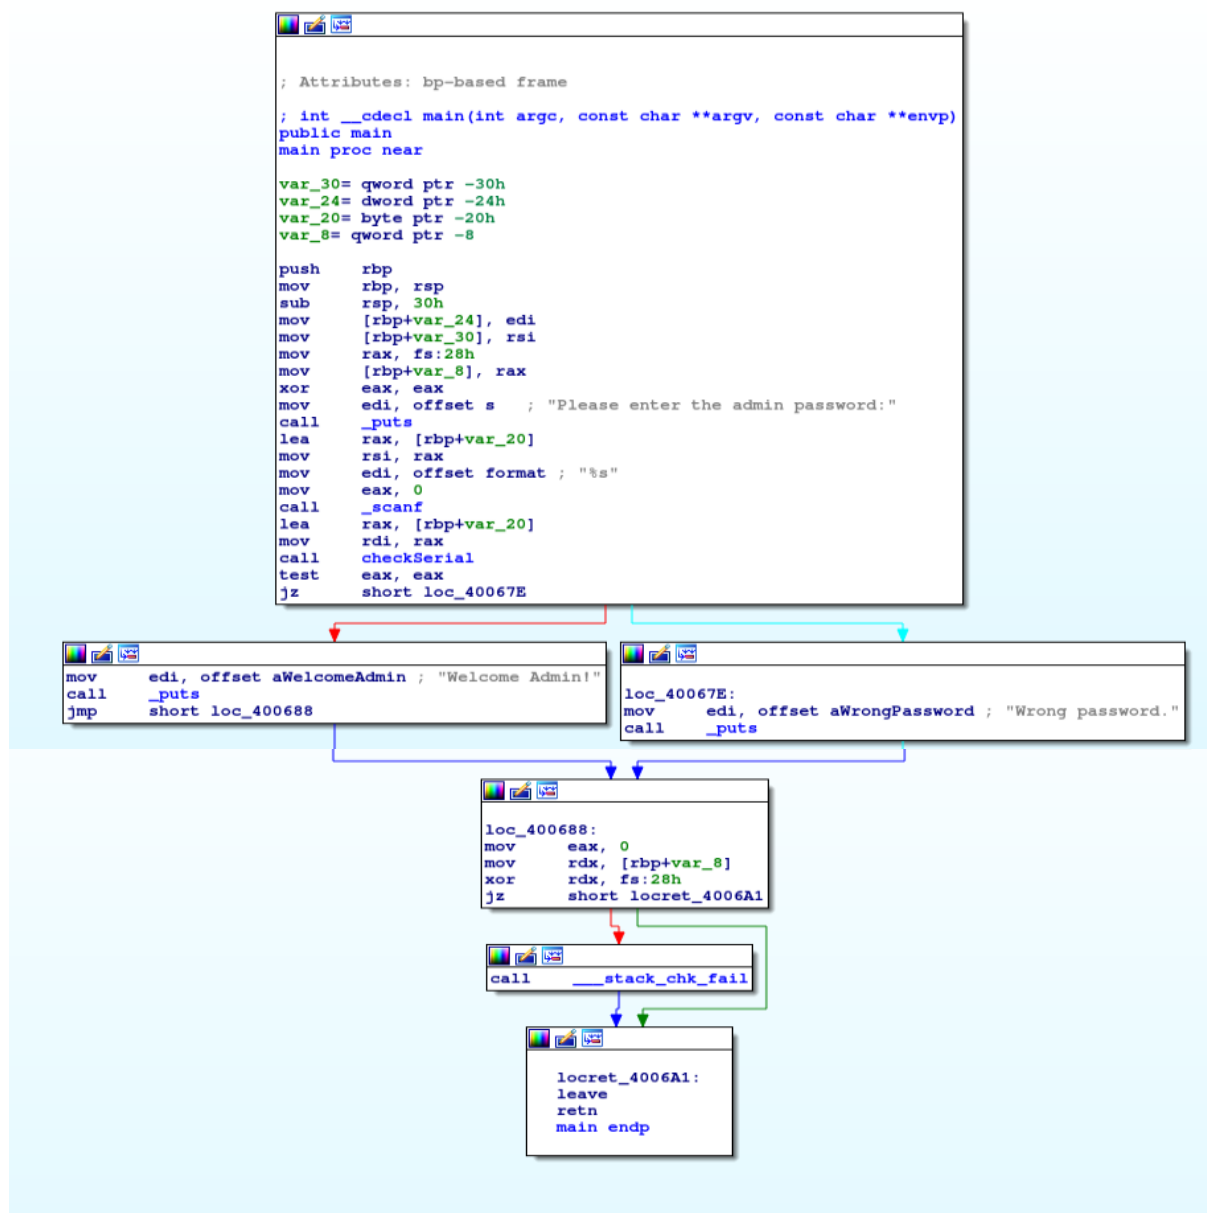 ; Attributes: bp-based frame
; int __cdecl main(int argc, const char **argv, const char **envp)
public main
main proc near
var_30= qword ptr -30h
var_24= dword ptr -24h
var_20= byte ptr -20h
var_8= qword ptr -8
push rbp
mov rbp, rsp
sub rsp, 30h
mov [rbp+var_24], edi
mov [rbp+var_30], rsi
mov rax, fs:28h
mov [rbp+var_8], rax
xor eax, eax
mov edi, offset s ; "Please enter the admin password:"
call _puts
lea rax, [rbp+var_20]
mov rsi, rax
mov edi, offset format ; "%s"
mov eax, 0
call _scanf
lea rax, [rbp+var_20]
mov rdi, rax
call checkSerial
test eax, eax
jz short loc_40067E
mov edi, offset aWelcomeAdmin ; "Welcome Admin!"
call _puts
jmp short loc_400688
loc_40067E:
mov edi, offset aWrongPassword ; "Wrong password."
call _puts
loc_400688:
mov eax, 0
mov rdx, [rbp+var_8]
xor rdx, fs:28h
jz short locret_4006A1
call ___stack_chk_fail
locret_4006A1:
leave
retn
main endp